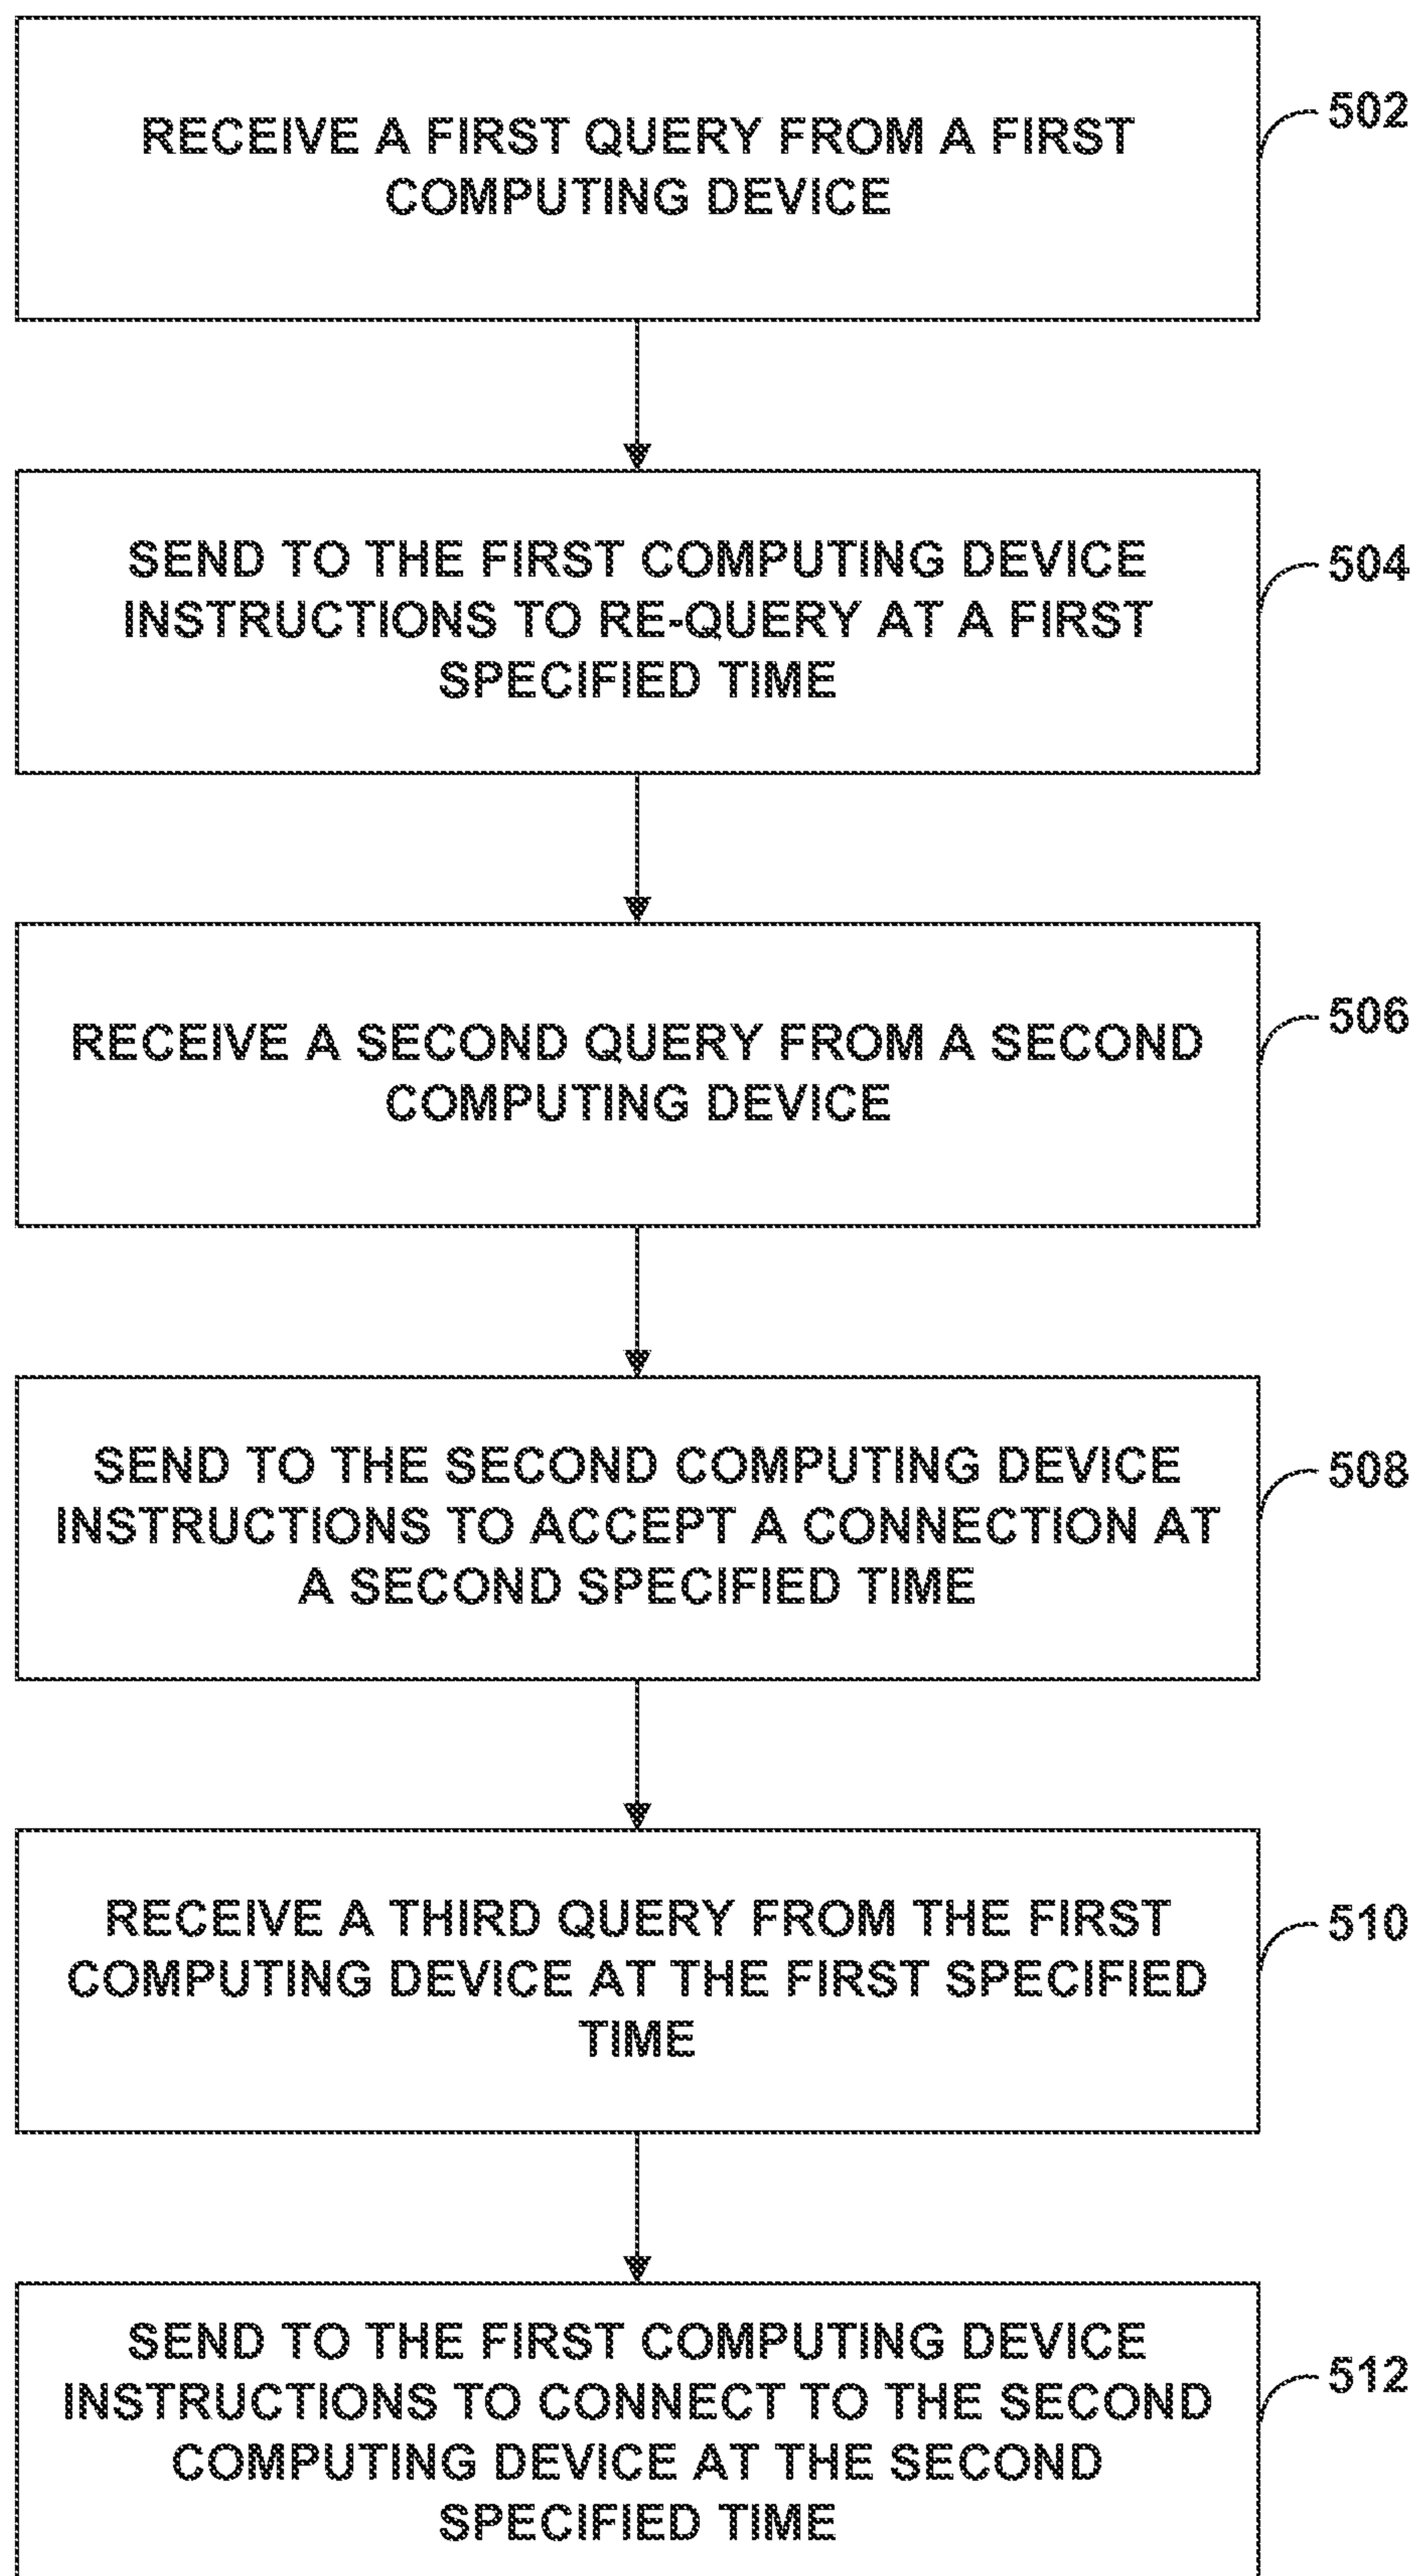 RECEIVE A FIRST QUERY FROM A FIRST
COMPUTING DEVICE
502
SEND TO THE FIRST COMPUTING DEVICE
INSTRUCTIONS TO RE-QUERY AT A FIRST
SPECIFIED TIME
504
RECEIVE A SECOND QUERY FROM A SECOND
COMPUTING DEVICE
506
SEND TO THE SECOND COMPUTING DEVICE
INSTRUCTIONS TO ACCEPT A CONNECTION AT
A SECOND SPECIFIED TIME
508
RECEIVE A THIRD QUERY FROM THE FIRST
COMPUTING DEVICE AT THE FIRST SPECIFIED
TIME
510
SEND TO THE FIRST COMPUTING DEVICE
INSTRUCTIONS TO CONNECT TO THE SECOND
COMPUTING DEVICE AT THE SECOND
SPECIFIED TIME
512